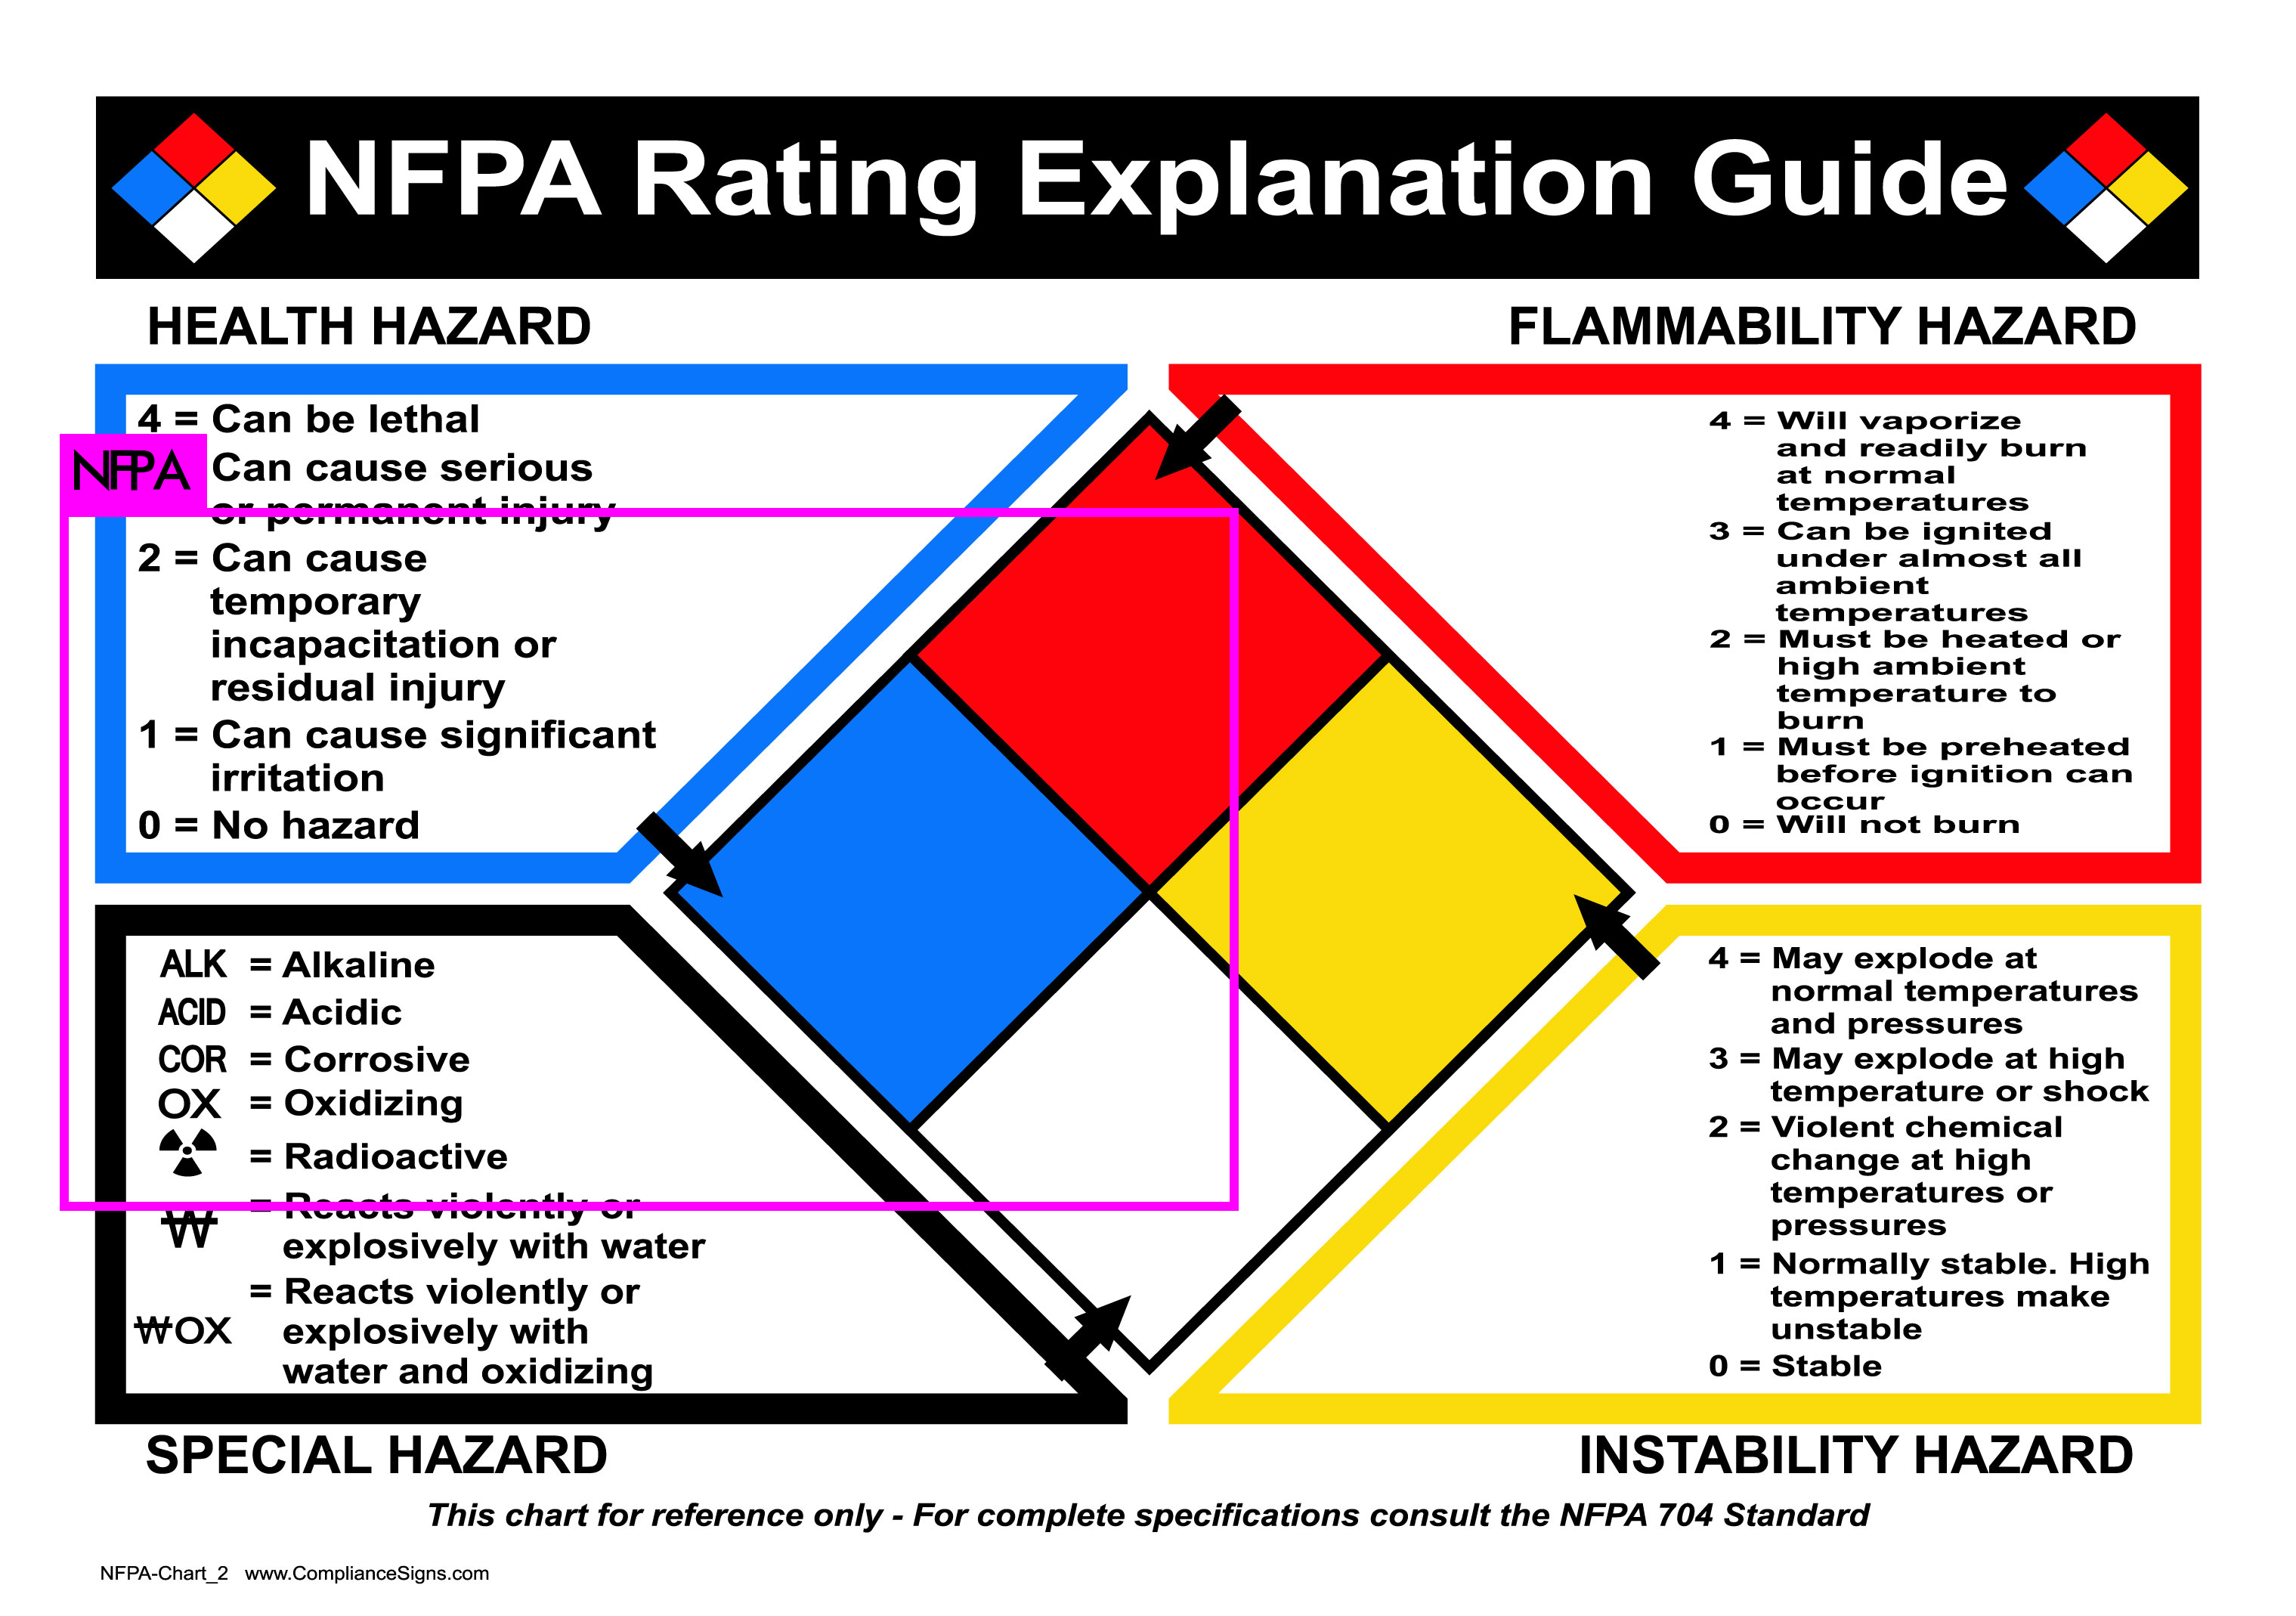 NFPA Rating Explanation Guide
HEALTH HAZARD
4 = Can be lethal
NFPA
Can cause serious
or permanent injury
2 = Can cause
temporary
incapacitation or
residual injury
1 = Can cause significant
irritation
0 = No hazard
FLAMMABILITY HAZARD
4 = Will vaporize
and readily burn
at normal
temperatures
3 = Can be ignited
under almost all
ambient
temperatures
2 = Must be heated or
high ambient
temperature to
burn
1 = Must be preheated
before ignition can
occur
0 = Will not burn
ALK = Alkaline
ACID = Acidic
COR = Corrosive
OX = Oxidizing
= Radioactive
W̶ = Reacts violently or
explosively with water
W̶OX = Reacts violently or
explosively with
water and oxidizing
SPECIAL HAZARD
4 = May explode at
normal temperatures
and pressures
3 = May explode at high
temperature or shock
2 = Violent chemical
change at high
temperatures or
pressures
1 = Normally stable. High
temperatures make
unstable
0 = Stable
INSTABILITY HAZARD
This chart for reference only - For complete specifications consult the NFPA 704 Standard
NFPA-Chart_2 www.ComplianceSigns.com